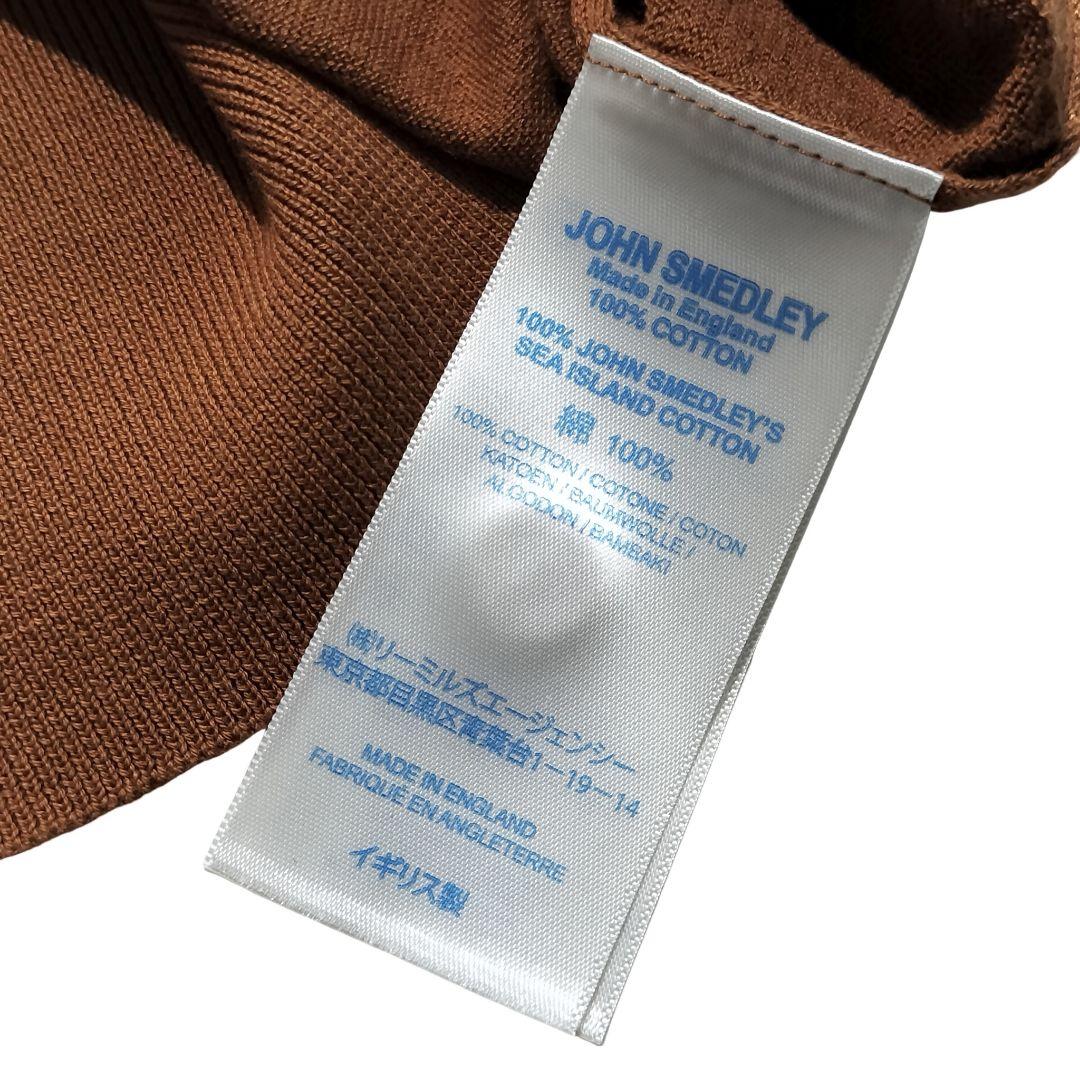 JOHN SMEDLEY
Made in England
100% COTTON
100% JOHN SMEDLEY'S
SEA ISLAND COTTON
綿 100%
100% COTTON / COTONE / COTON
KATOEN / BAUMWOLLE /
ALGODON / BAMBAKI
㈱リーミルズエージェンシー
東京都目黒区青葉台1-19-14
MADE IN ENGLAND
FABRIQUE EN ANGLETERRE
イギリス製